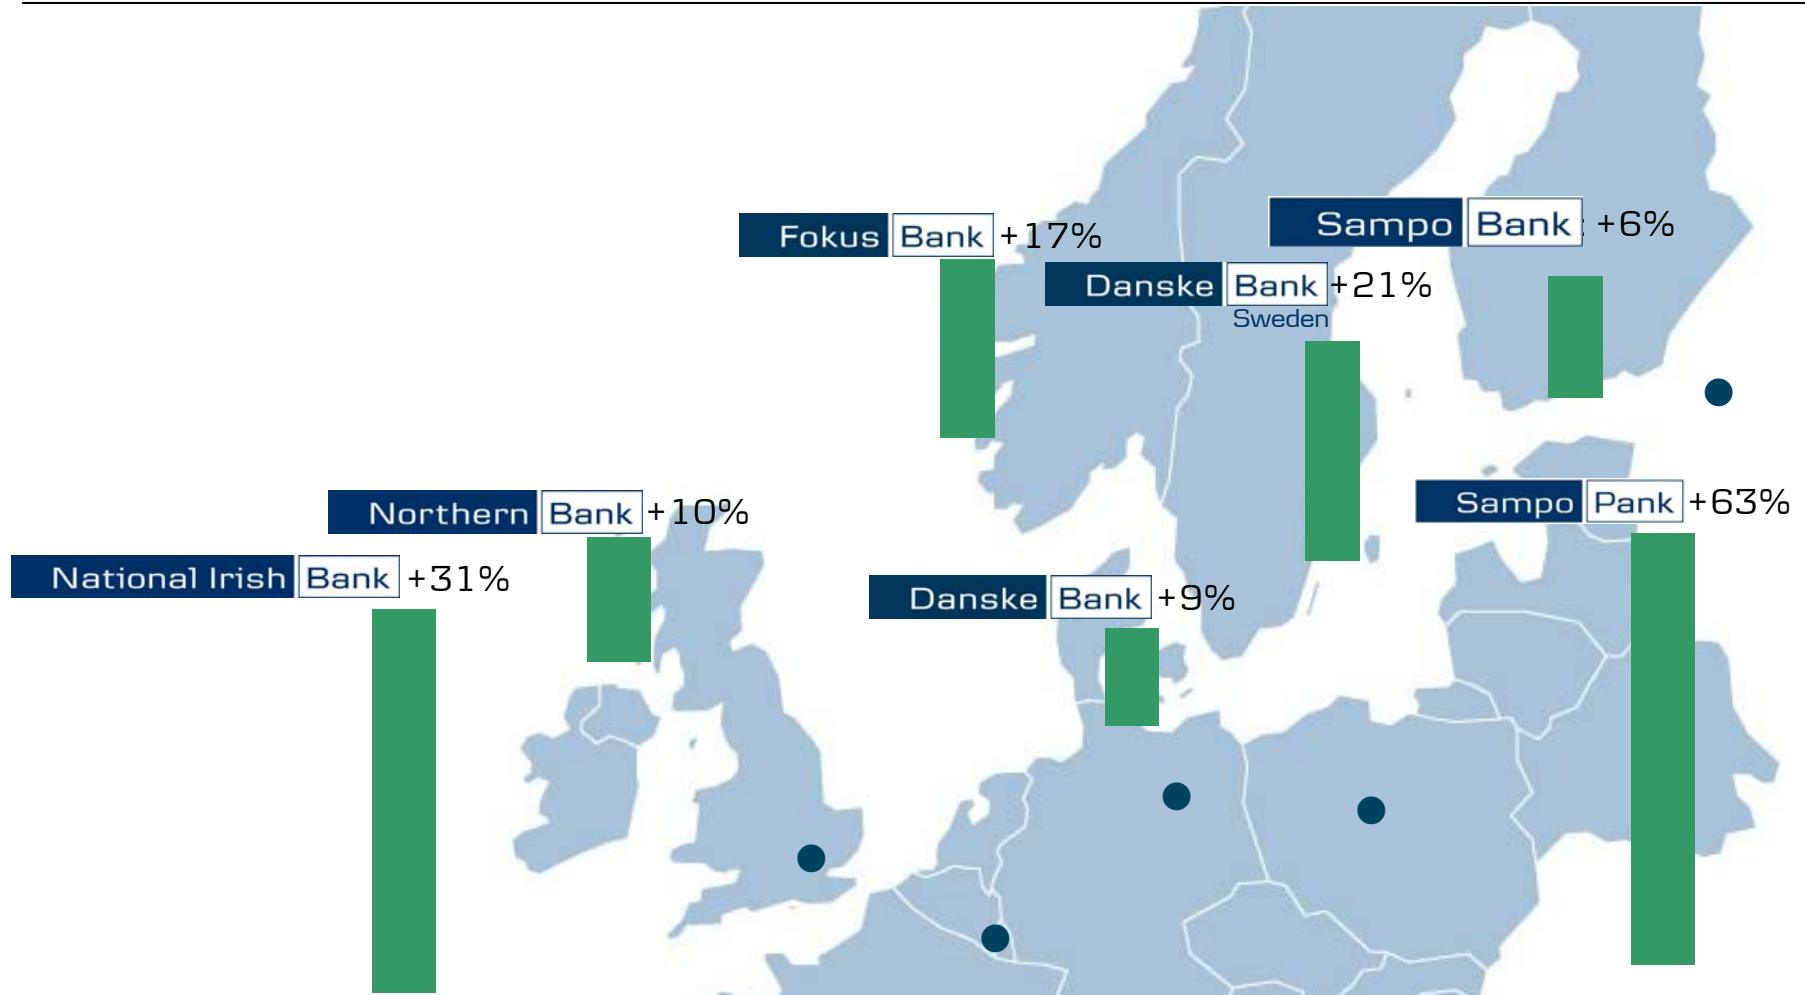 Fokus Bank +17%
Sampo Bank +6%
Danske Bank +21%
Sweden
Northern Bank +10%
Sampo Pank +63%
National Irish Bank +31%
Danske Bank +9%